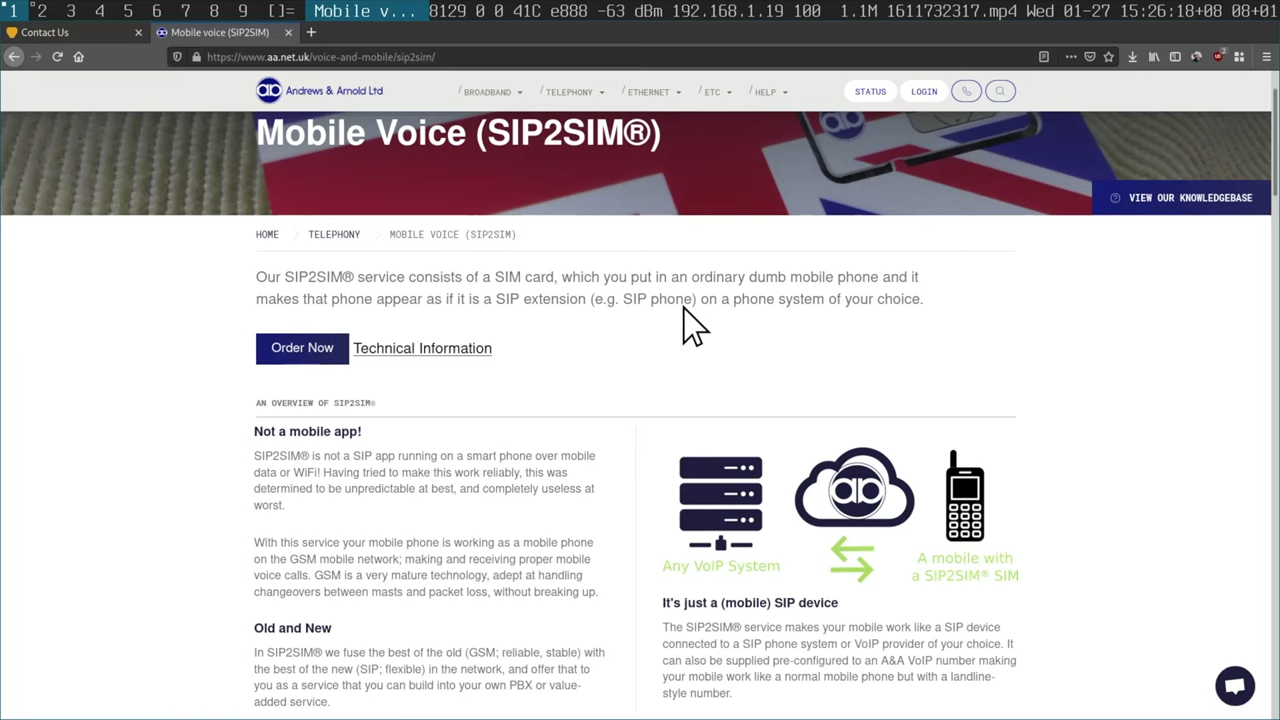 1 2 3 4 5 6 7 8 9 []= Mobile v... 8129 0 0 41C e888 -63 dBm 192.168.1.19 100 1.1M 1611732317.mp4 Wed 01-27 15:26:18+08 08+01
Contact Us × Mobile voice (SIP2SIM) × +
https://www.aa.net.uk/voice-and-mobile/sip2sim/
2
Andrews & Arnold Ltd / BROADBAND / TELEPHONY / ETHERNET / ETC / HELP STATUS LOGIN
Mobile Voice (SIP2SIM®)
VIEW OUR KNOWLEDGEBASE
HOME TELEPHONY MOBILE VOICE (SIP2SIM)
Our SIP2SIM® service consists of a SIM card, which you put in an ordinary dumb mobile phone and it
makes that phone appear as if it is a SIP extension (e.g. SIP phone) on a phone system of your choice.
Order Now Technical Information
AN OVERVIEW OF SIP2SIM®
Not a mobile app!
SIP2SIM® is not a SIP app running on a smart phone over mobile
data or WiFi! Having tried to make this work reliably, this was
determined to be unpredictable at best, and completely useless at
worst.
With this service your mobile phone is working as a mobile phone
on the GSM mobile network; making and receiving proper mobile
voice calls. GSM is a very mature technology, adept at handling
changeovers between masts and packet loss, without breaking up.
Old and New
In SIP2SIM® we fuse the best of the old (GSM; reliable, stable) with
the best of the new (SIP; flexible) in the network, and offer that to
you as a service that you can build into your own PBX or value-
added service.
Any VoIP System
A mobile with
a SIP2SIM® SIM
It's just a (mobile) SIP device
The SIP2SIM® service makes your mobile work like a SIP device
connected to a SIP phone system or VoIP provider of your choice. It
can also be supplied pre-configured to an A&A VoIP number making
your mobile work like a normal mobile phone but with a landline-
style number.